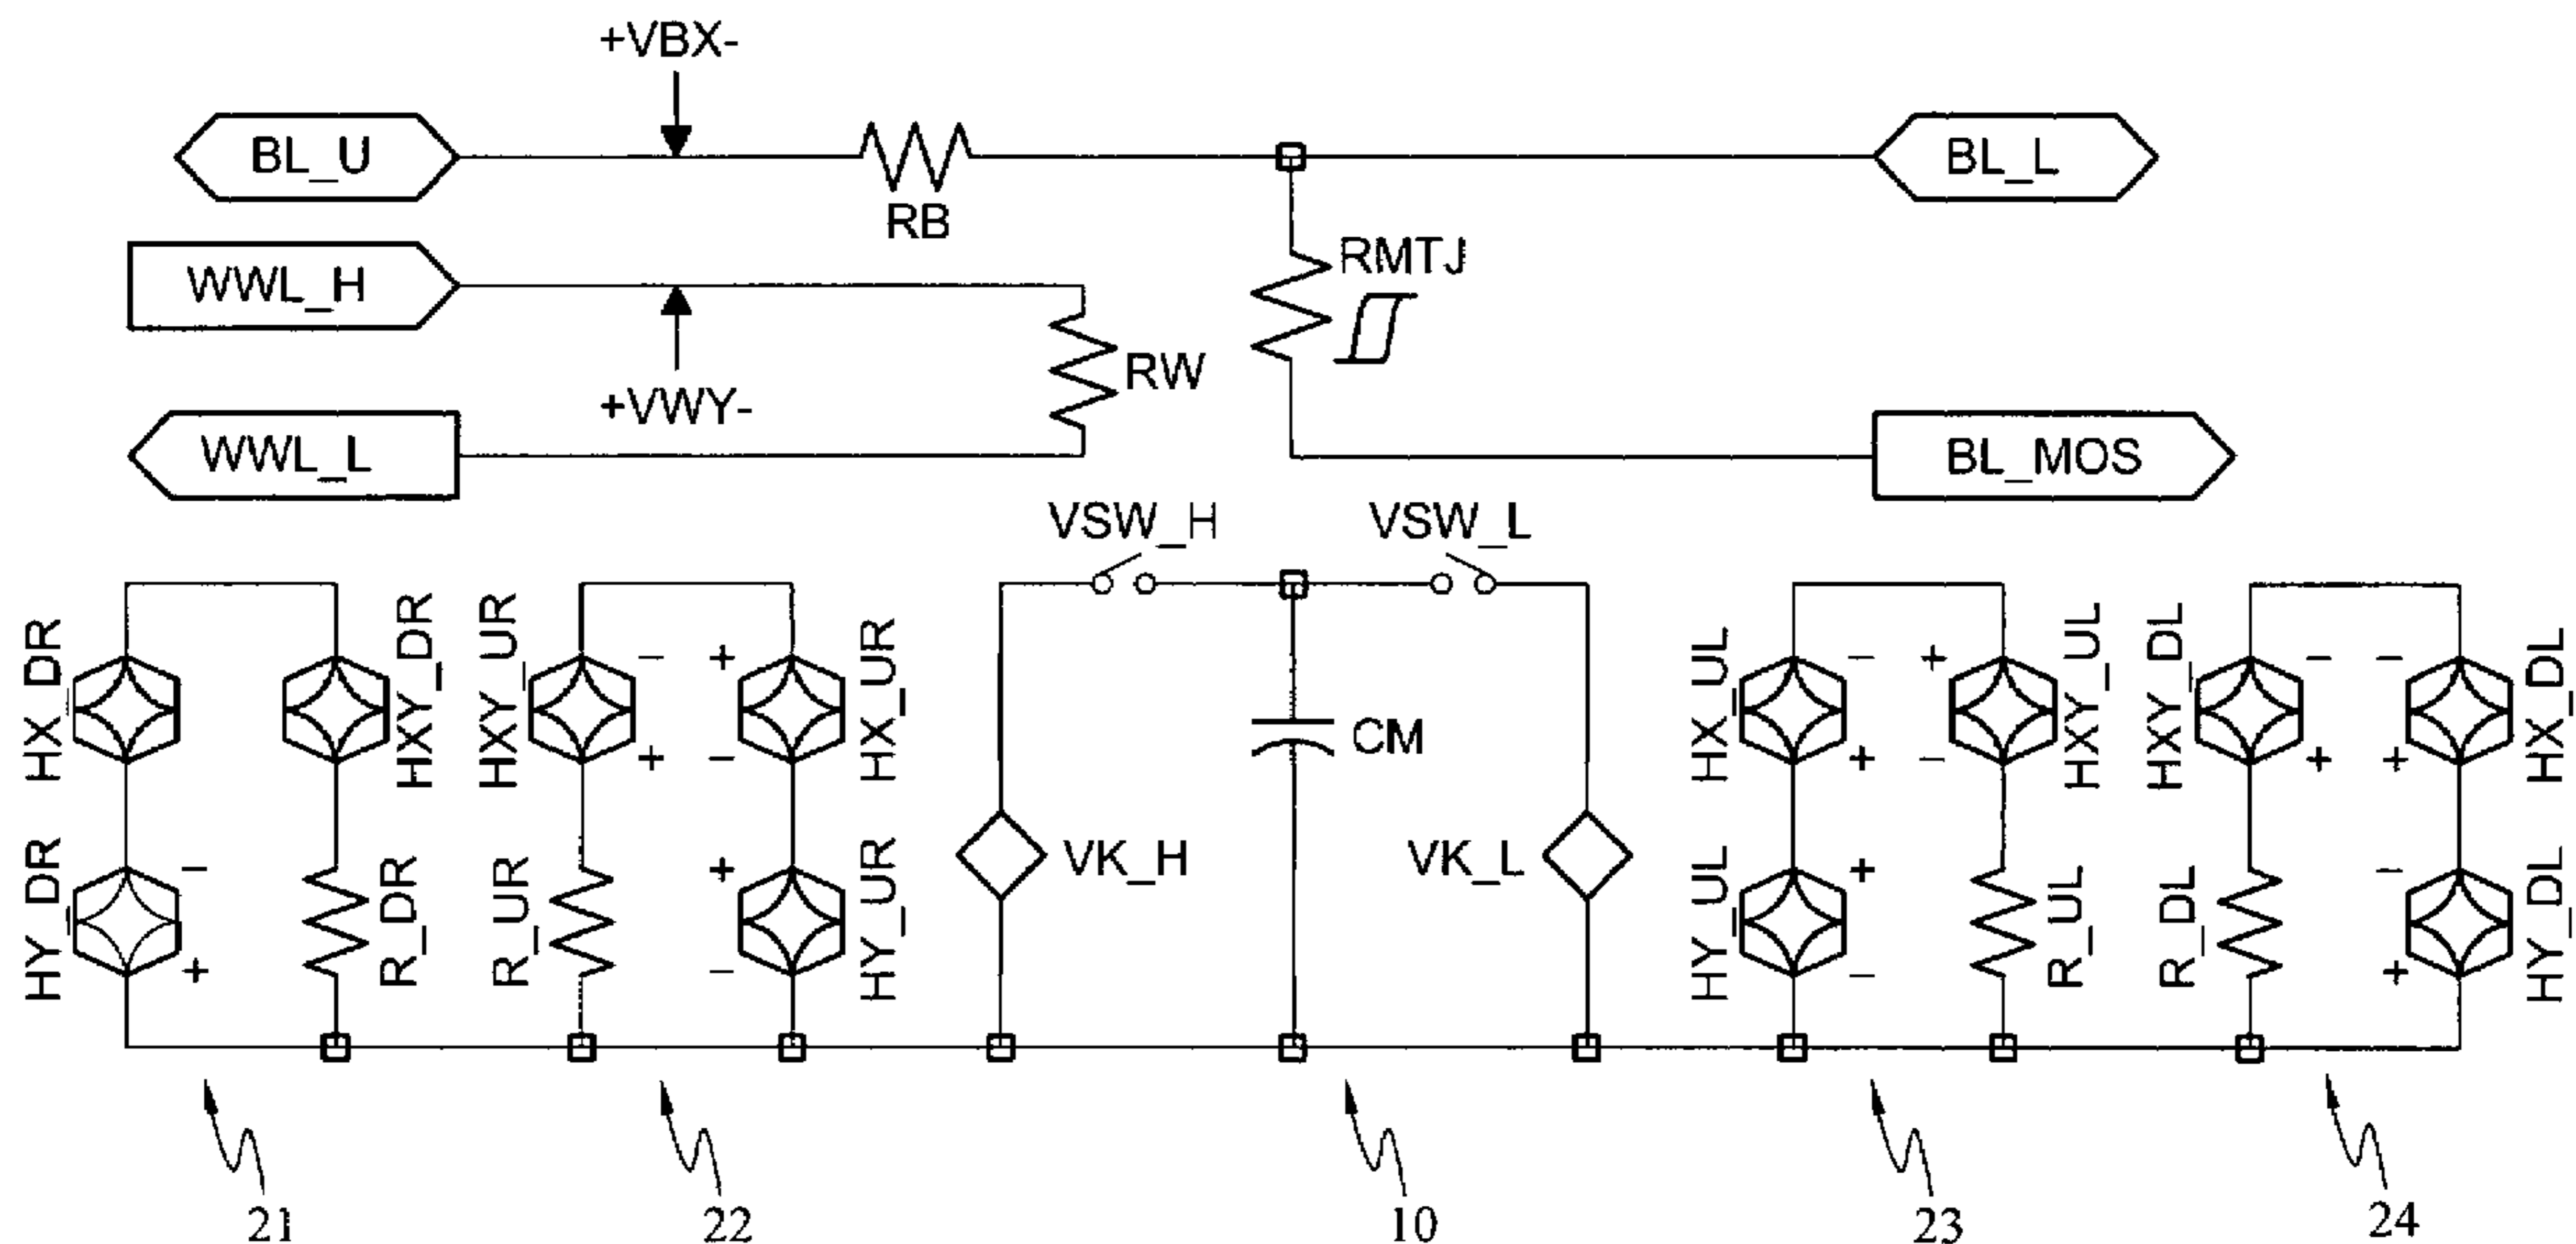 +VBX-
BL_U
BL_L
RB
WWL_H
RMTJ
RW
+VWY-
WWL_L
BL_MOS
VSW_H
VSW_L
HX_DR
HXY_DR
HXY_UR
- +
HX_UR
+ -
CM
HX_UL
- +
HXY_UL
+ -
HXY_DL
- +
HX_DL
- +
HY_DR
- +
R_DR
R_UR
HY_UR
+ -
VK_H
VK_L
HY_UL
+ -
R_UL
R_DL
HY_DL
- +
21
22
10
23
24